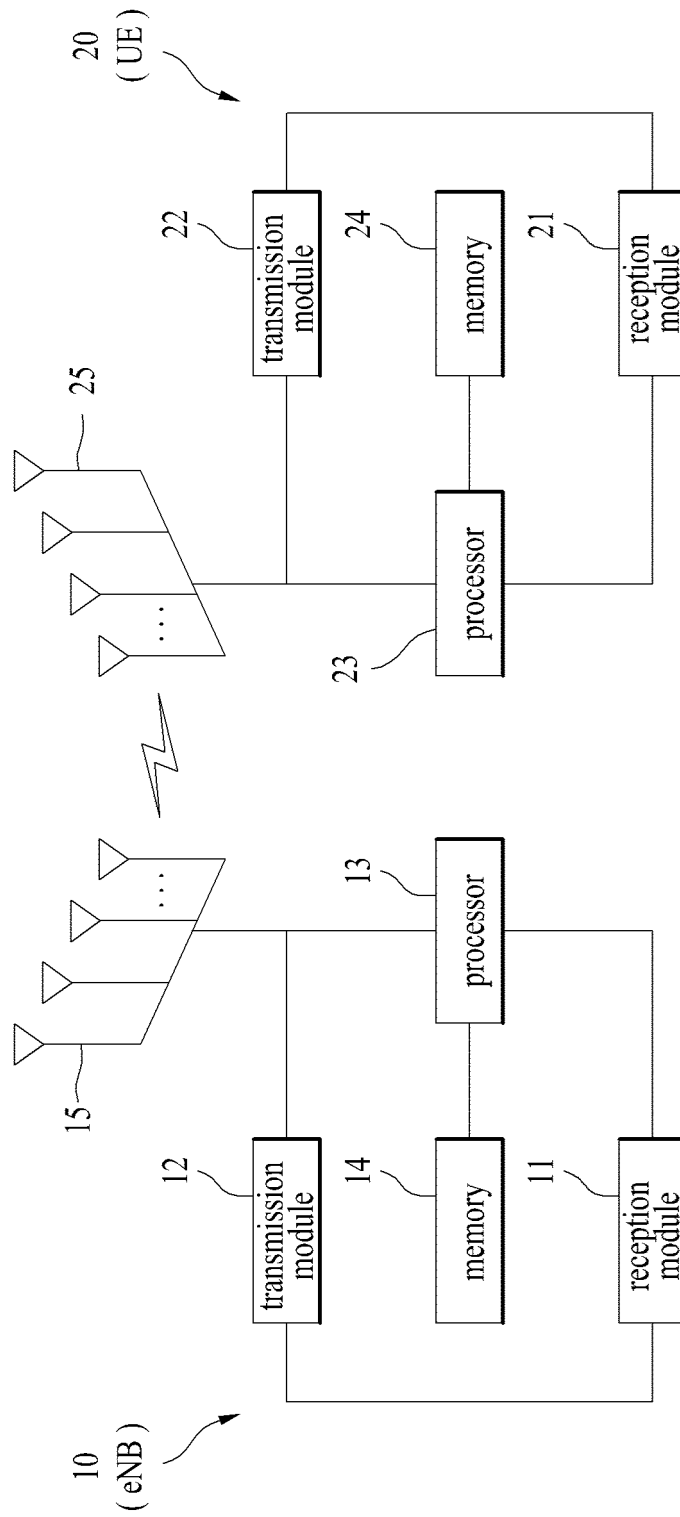 10
( eNB )
15
12
transmission
module
14
memory
11
reception
module
13
processor
20
( UE )
25
22
transmission
module
24
memory
21
reception
module
23
processor